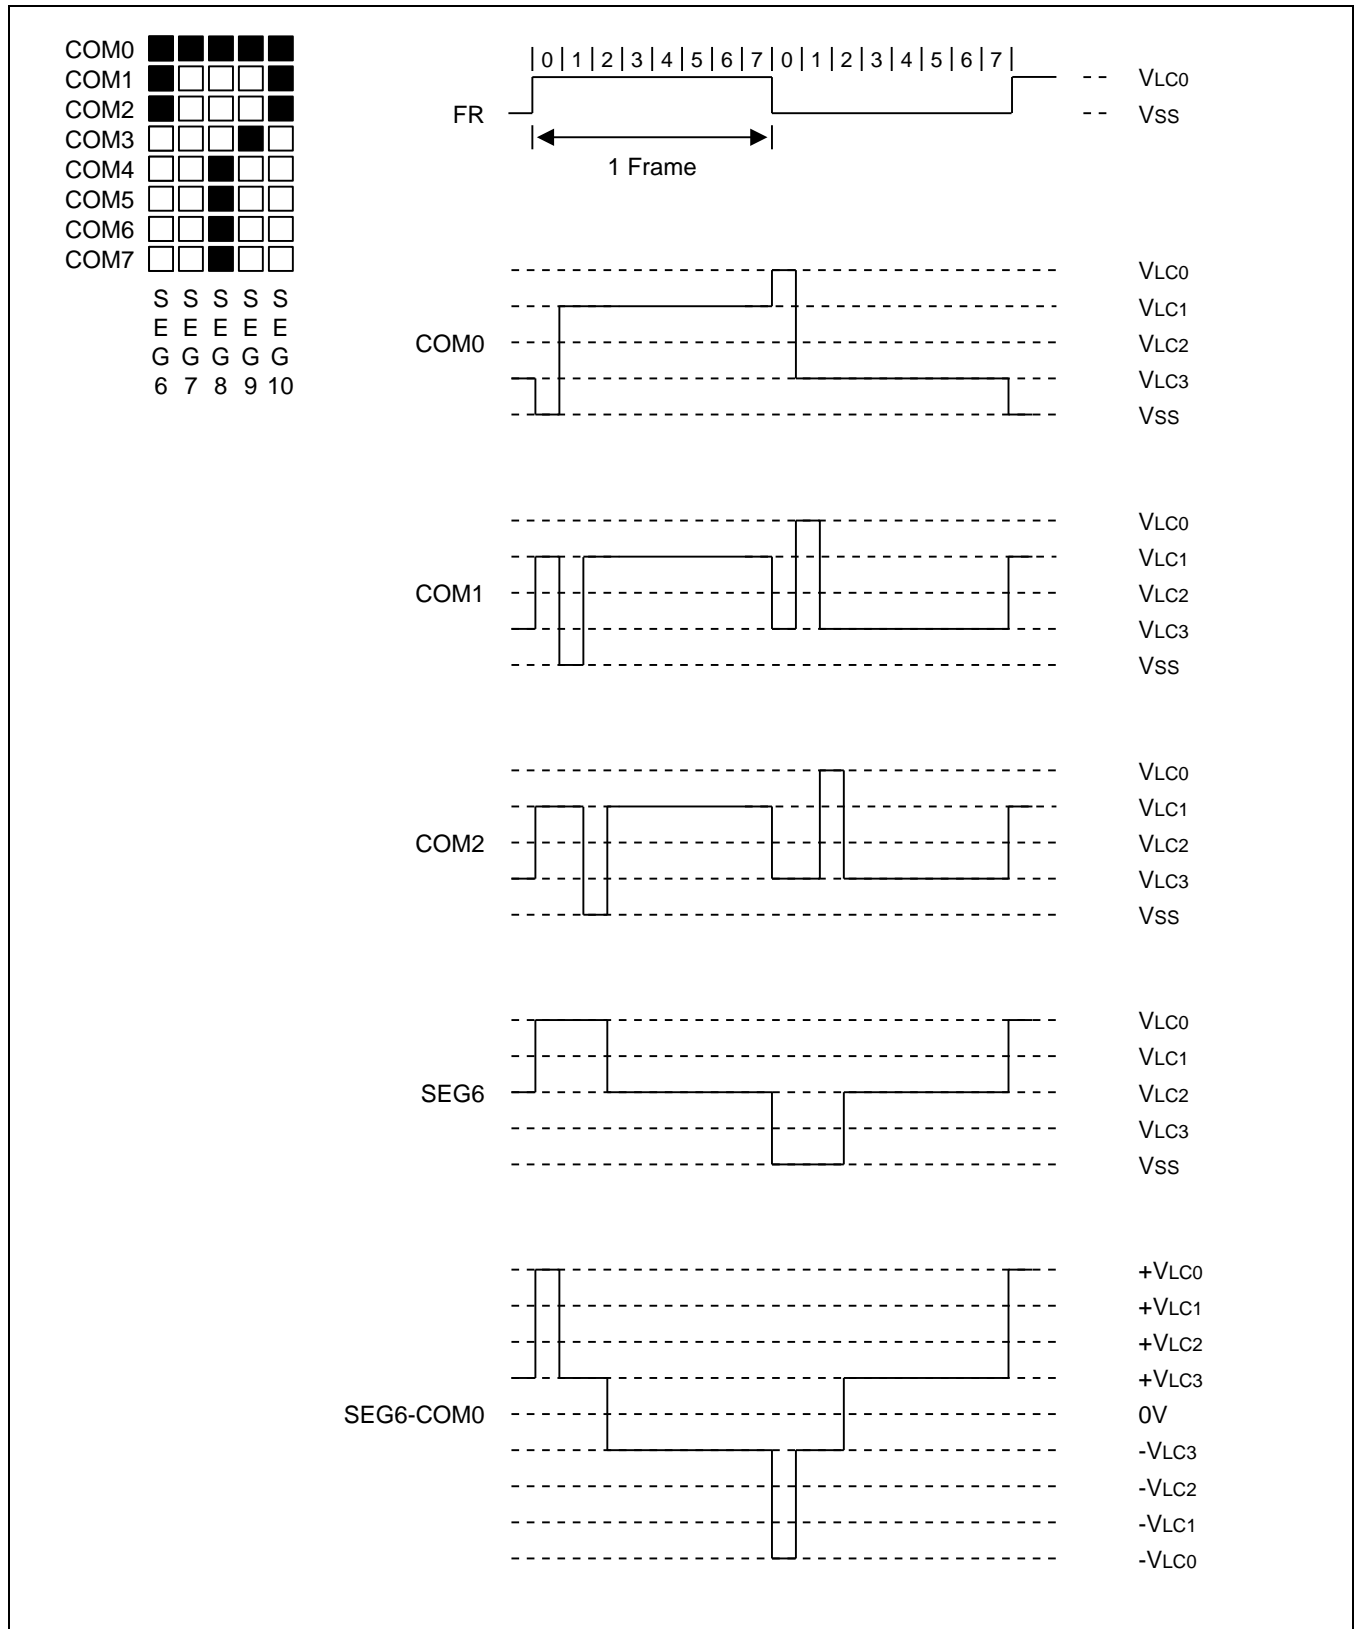 COM0
COM1
COM2
COM3
COM4
COM5
COM6
COM7
S S S S S
E E E E E
G G G G G
6 7 8 9 10
0 1 2 3 4 5 6 7 0 1 2 3 4 5 6 7
FR
VLC0
VSS
1 Frame
COM0
VLC0
VLC1
VLC2
VLC3
VSS
COM1
VLC0
VLC1
VLC2
VLC3
VSS
COM2
VLC0
VLC1
VLC2
VLC3
VSS
SEG6
VLC0
VLC1
VLC2
VLC3
VSS
SEG6-COM0
+VLC0
+VLC1
+VLC2
+VLC3
0V
-VLC3
-VLC2
-VLC1
-VLC0